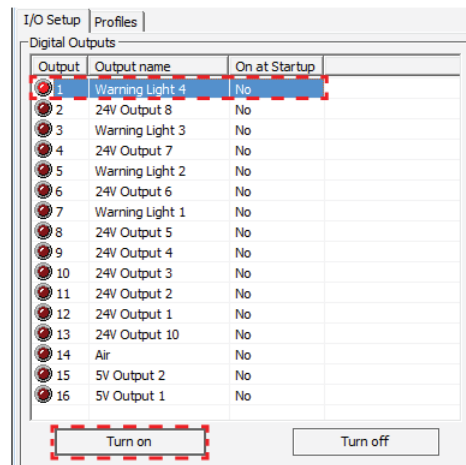 I/O Setup Profiles
Digital Outputs
Output Output name On at Startup
1 Warning Light 4 No
2 24V Output 8 No
3 Warning Light 3 No
4 24V Output 7 No
5 Warning Light 2 No
6 24V Output 6 No
7 Warning Light 1 No
8 24V Output 5 No
9 24V Output 4 No
10 24V Output 3 No
11 24V Output 2 No
12 24V Output 1 No
13 24V Output 10 No
14 Air No
15 5V Output 2 No
16 5V Output 1 No
Turn on Turn off